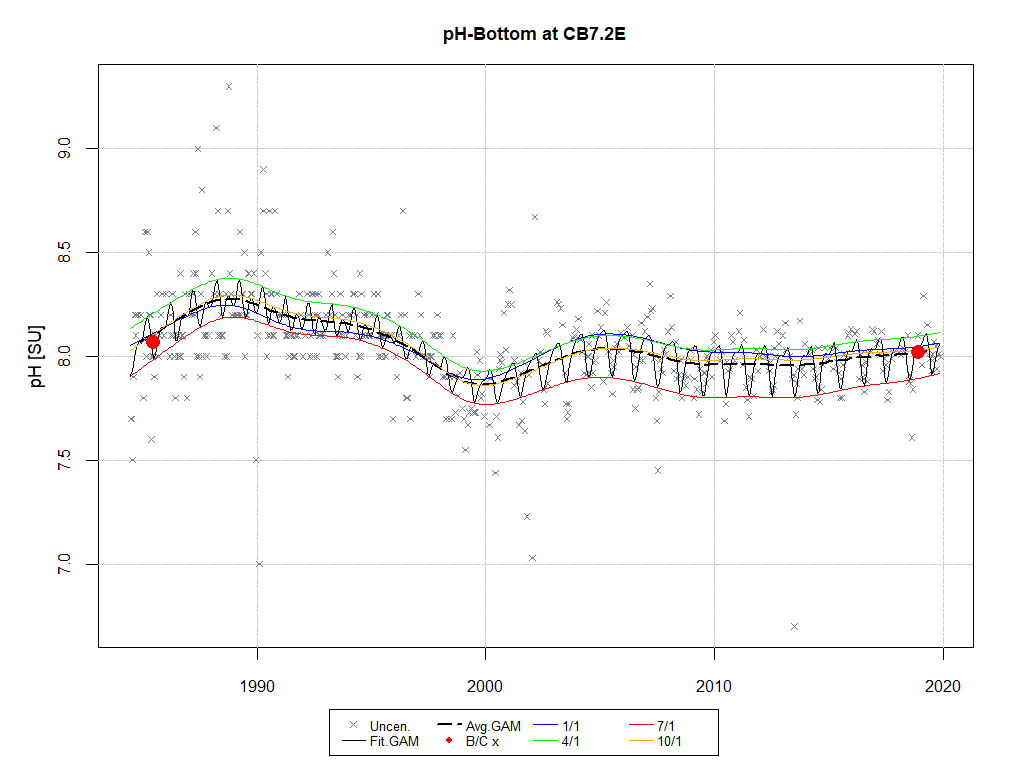 pH-Bottom at CB7.2E
pH [SU]
9.0
8.5
8.0
7.5
7.0
1990 2000 2010 2020
Uncen. Avg.GAM 1/1 7/1
Fit.GAM B/C x 4/1 10/1